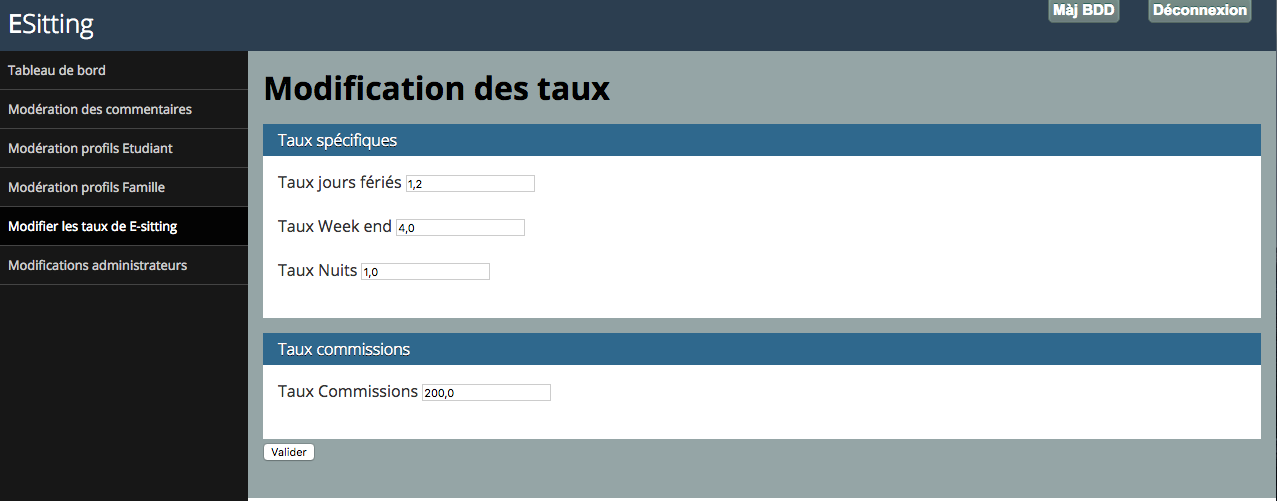 ESitting
Màj BDD
Déconnexion
Tableau de bord
Modération des commentaires
Modération profils Etudiant
Modération profils Famille
Modifier les taux de E-sitting
Modifications administrateurs
Modification des taux
Taux spécifiques
Taux jours fériés 1,2
Taux Week end 4,0
Taux Nuits 1,0
Taux commissions
Taux Commissions 200,0
Valider